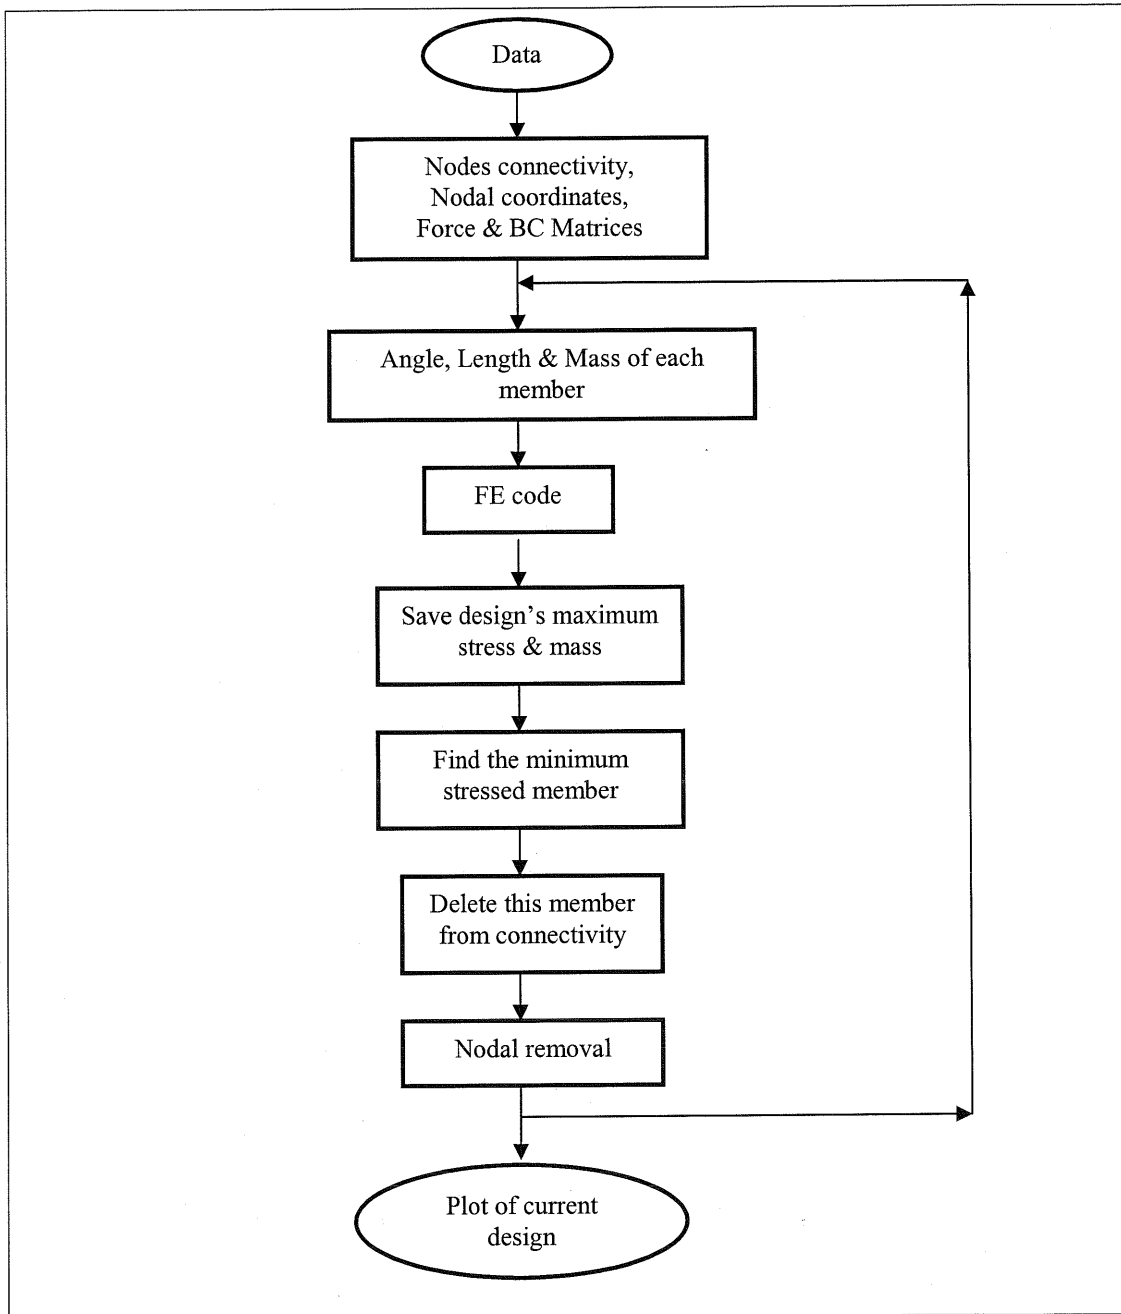 Data
Nodes connectivity,
Nodal coordinates,
Force & BC Matrices
Angle, Length & Mass of each
member
FE code
Save design’s maximum
stress & mass
Find the minimum
stressed member
Delete this member
from connectivity
Nodal removal
Plot of current
design